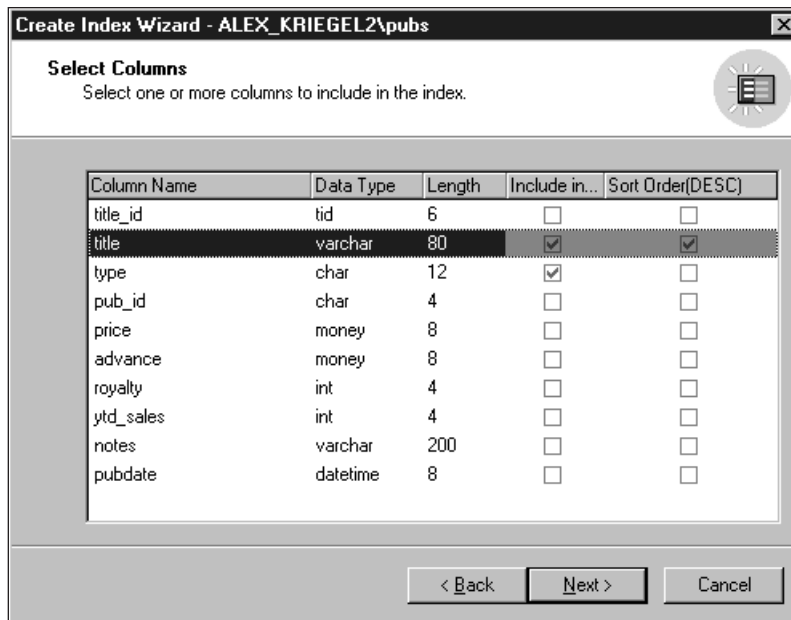 Create Index Wizard - ALEX_KRIEGEL2\pubs
Select Columns
Select one or more columns to include in the index.
Column Name Data Type Length Include in... Sort Order(DESC)
title_id tid 6
title varchar 80
type char 12
pub_id char 4
price money 8
advance money 8
royalty int 4
ytd_sales int 4
notes varchar 200
pubdate datetime 8
< Back Next > Cancel